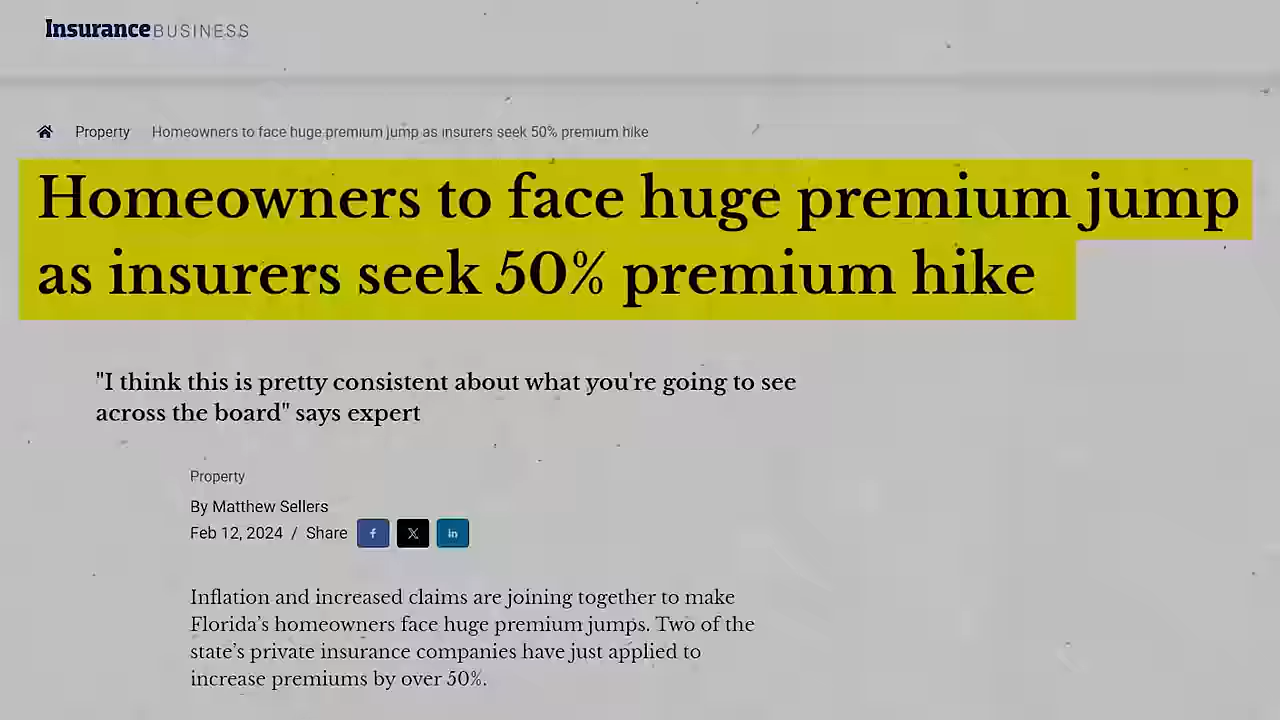 Insurance BUSINESS
Property Homeowners to face huge premium jump as insurers seek 50% premium hike
Homeowners to face huge premium jump
as insurers seek 50% premium hike
"I think this is pretty consistent about what you're going to see
across the board" says expert
Property
By Matthew Sellers
Feb 12, 2024 / Share f X in
Inflation and increased claims are joining together to make
Florida’s homeowners face huge premium jumps. Two of the
state’s private insurance companies have just applied to
increase premiums by over 50%.